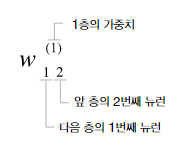 1층의 가중치
(1)
w
1 2
앞 층의 2번째 뉴런
다음 층의 1번째 뉴런